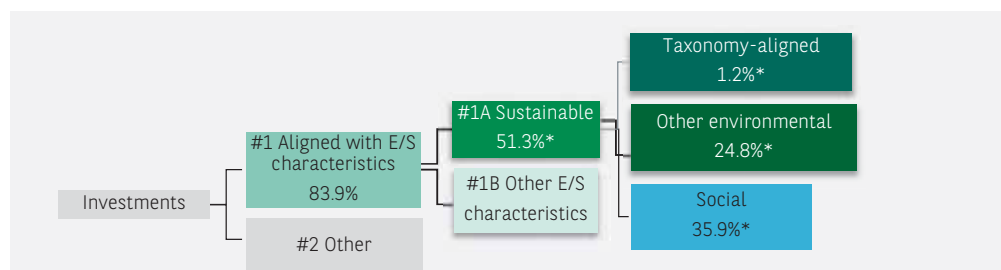 Investments
#1 Aligned with E/S
characteristics
83.9%
#2 Other
#1A Sustainable
51.3%*
#1B Other E/S
characteristics
Taxonomy-aligned
1.2%*
Other environmental
24.8%*
Social
35.9%*